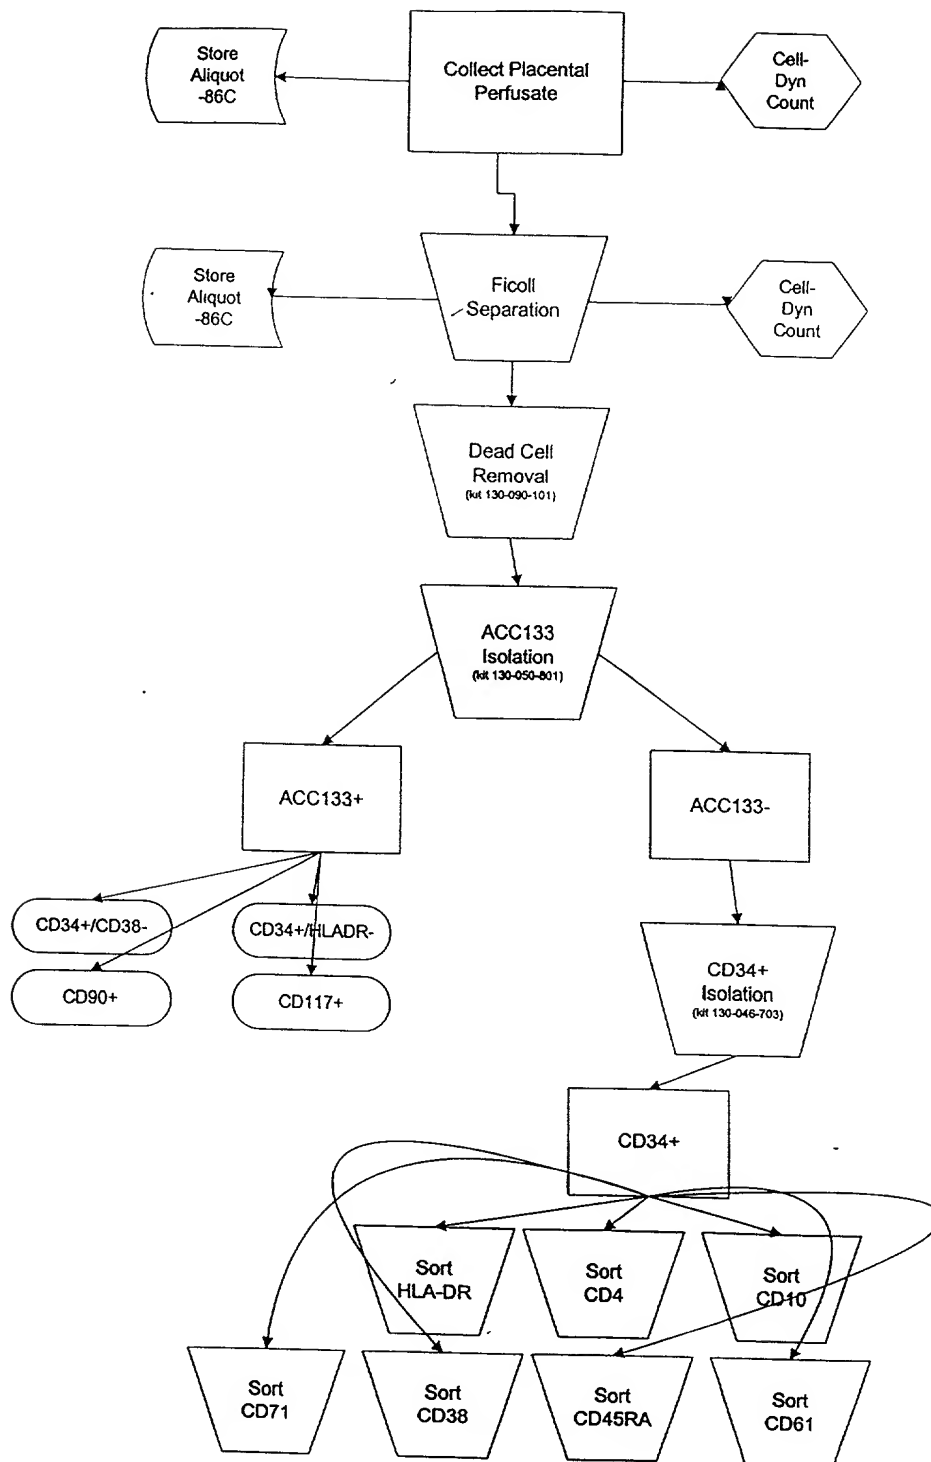 Store
Aliquot
-86C
Collect Placental
Perfusate
Cell-
Dyn
Count
Store
Aliquot
-86C
Ficoll
Separation
Cell-
Dyn
Count
Dead Cell
Removal
(kit 130-090-101)
ACC133
Isolation
(kit 130-050-801)
ACC133+
ACC133-
CD34+/CD38-
CD34+/HLADR-
CD90+
CD117+
CD34+
Isolation
(kit 130-046-703)
CD34+
Sort
HLA-DR
Sort
CD4
Sort
CD10
Sort
CD71
Sort
CD38
Sort
CD45RA
Sort
CD61